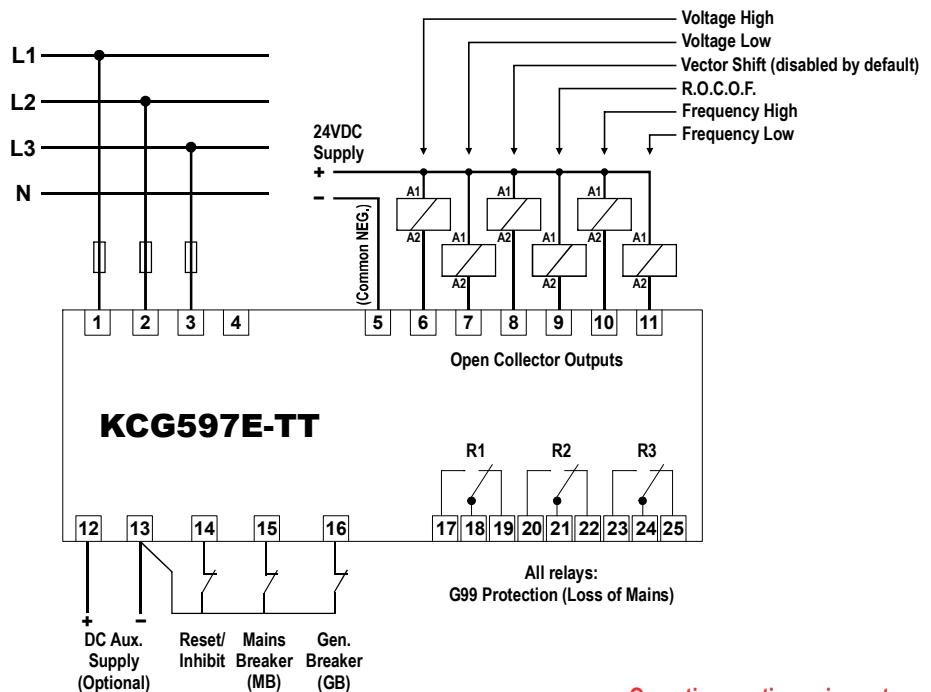 Voltage High
Voltage Low
Vector Shift (disabled by default)
R.O.C.O.F.
Frequency High
Frequency Low
L1
L2
L3
N
24VDC
Supply
+
−
(Common NEG.)
A1 A1 A1
A2 A2 A2
A1 A1 A1
A2 A2 A2
1 2 3 4 5 6 7 8 9 10 11
Open Collector Outputs
KCG597E-TT
R1 R2 R3
12 13 14 15 16 17 18 19 20 21 22 23 24 25
All relays:
G99 Protection (Loss of Mains)
+ −
DC Aux.
Supply
(Optional)
Reset/
Inhibit
Mains
Breaker
(MB)
Gen.
Breaker
(GB)